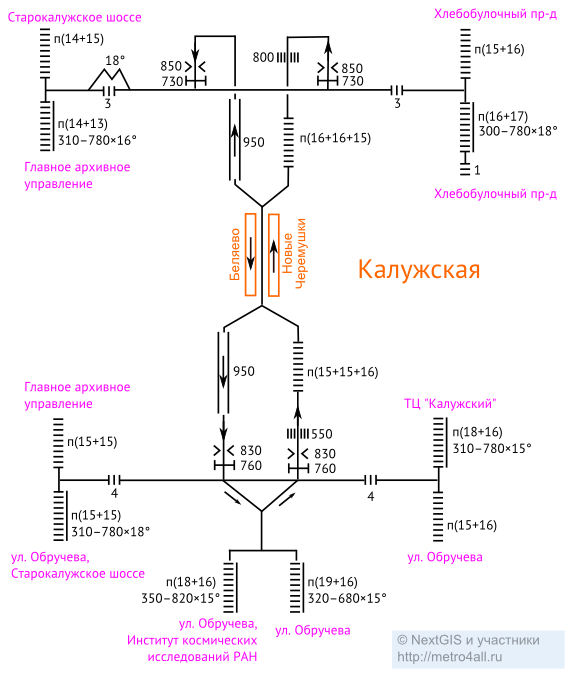 Старокалужское шоссе
Хлебобулочный пр-д
п(14+15)
18°
850
730
800
850
730
п(15+16)
3
3
п(14+13)
310–780×16°
950
п(16+16+15)
п(16+17)
300–780×18°
1
Главное архивное
управление
Хлебобулочный пр-д
Беляево
Новые
Черемушки
Калужская
950
п(15+15+16)
Главное архивное
управление
ТЦ "Калужский"
п(15+15)
550
п(18+16)
310–780×15°
830
760
830
760
4
4
п(15+15)
310–780×18°
п(15+16)
ул. Обручева,
Старокалужское шоссе
ул. Обручева
п(18+16)
350–820×15°
п(19+16)
320–680×15°
ул. Обручева,
Институт космических
исследований РАН
ул. Обручева
© NextGIS и участники
http://metro4all.ru